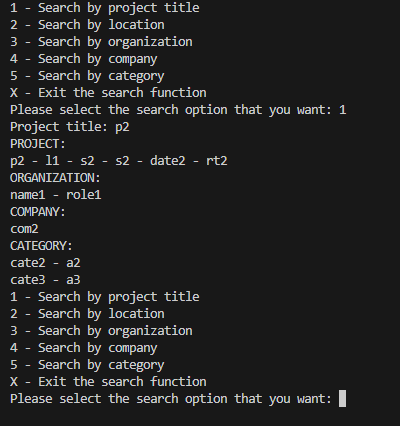 1 - Search by project title
2 - Search by location
3 - Search by organization
4 - Search by company
5 - Search by category
X - Exit the search function
Please select the search option that you want: 1
Project title: p2
PROJECT:
p2 - l1 - s2 - s2 - date2 - rt2
ORGANIZATION:
name1 - role1
COMPANY:
com2
CATEGORY:
cate2 - a2
cate3 - a3
1 - Search by project title
2 - Search by location
3 - Search by organization
4 - Search by company
5 - Search by category
X - Exit the search function
Please select the search option that you want: